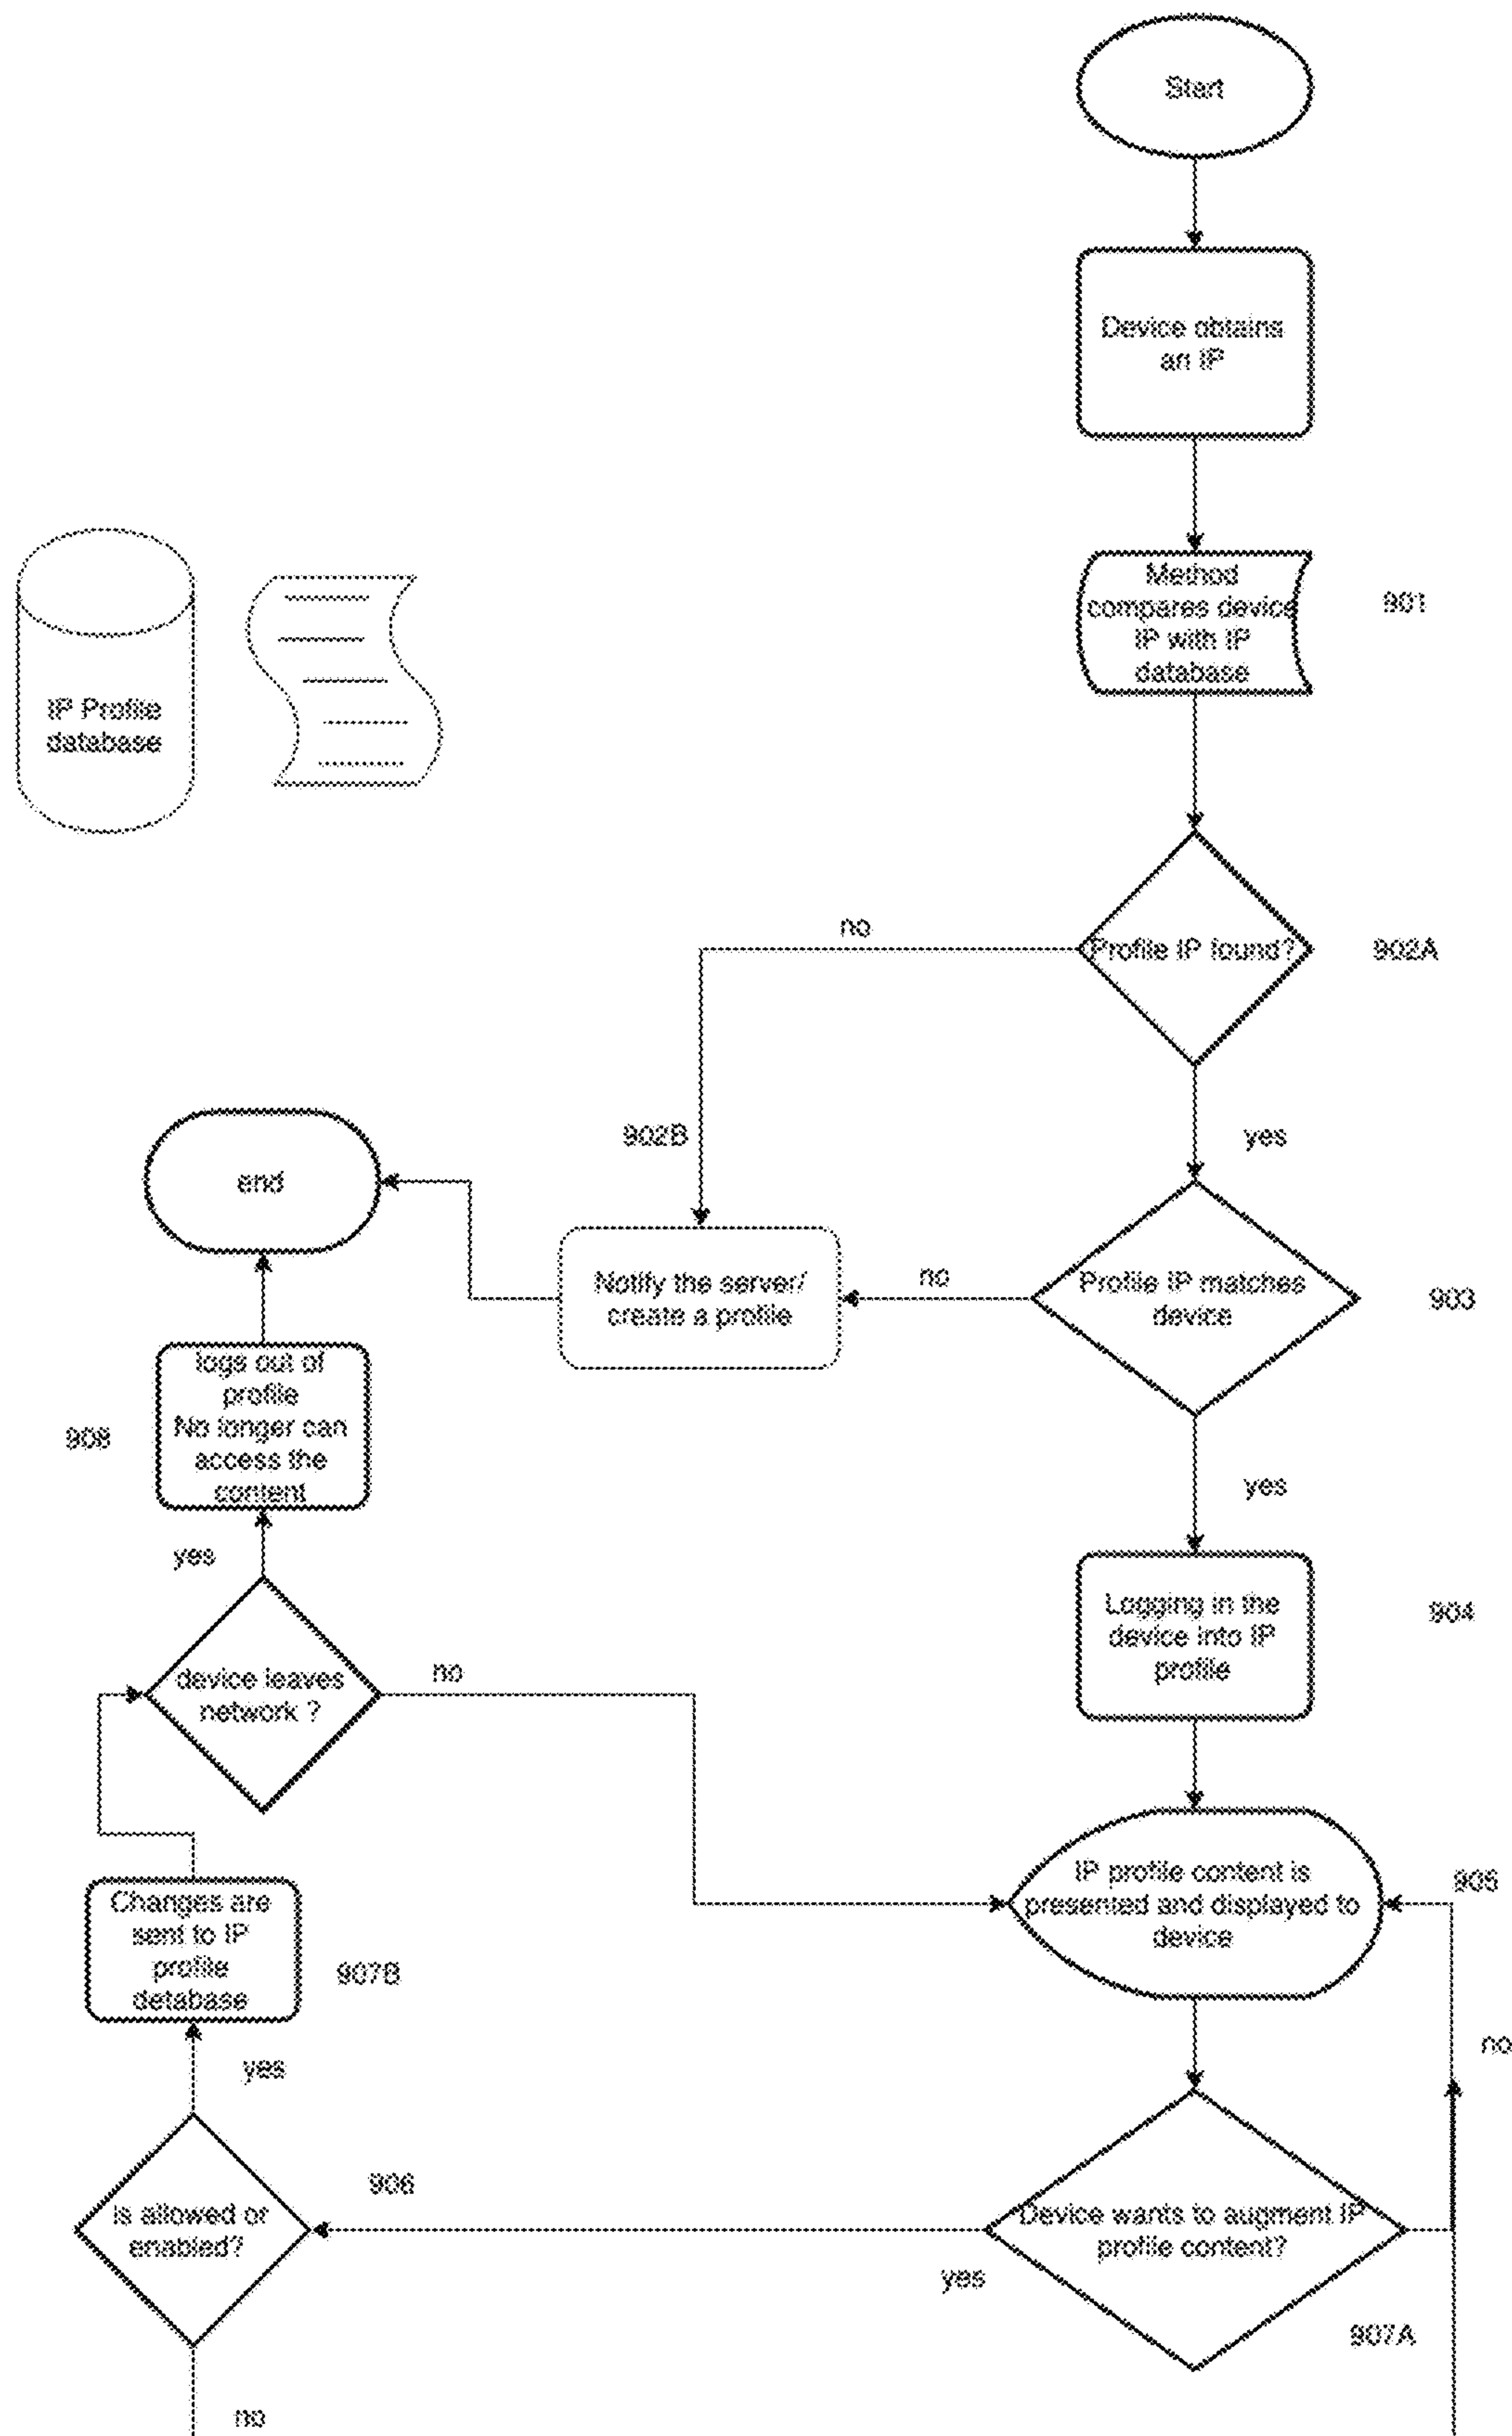 Start
Device obtains
an IP
Method
compares device
IP with IP
database
901
IP Profile
database
no
Profile IP found?
902A
902B
yes
end
Notify the server/
create a profile
no
Profile IP matches
device
903
logs out of
profile
No longer can
access the
content
908
yes
yes
Logging in the
device into IP
profile
904
device leaves
network ?
no
IP profile content is
presented and displayed to
device
905
Changes are
sent to IP
profile
detabase
907B
no
yes
906
is allowed or
enabled?
Device wants to augment IP
profile content?
yes
907A
no